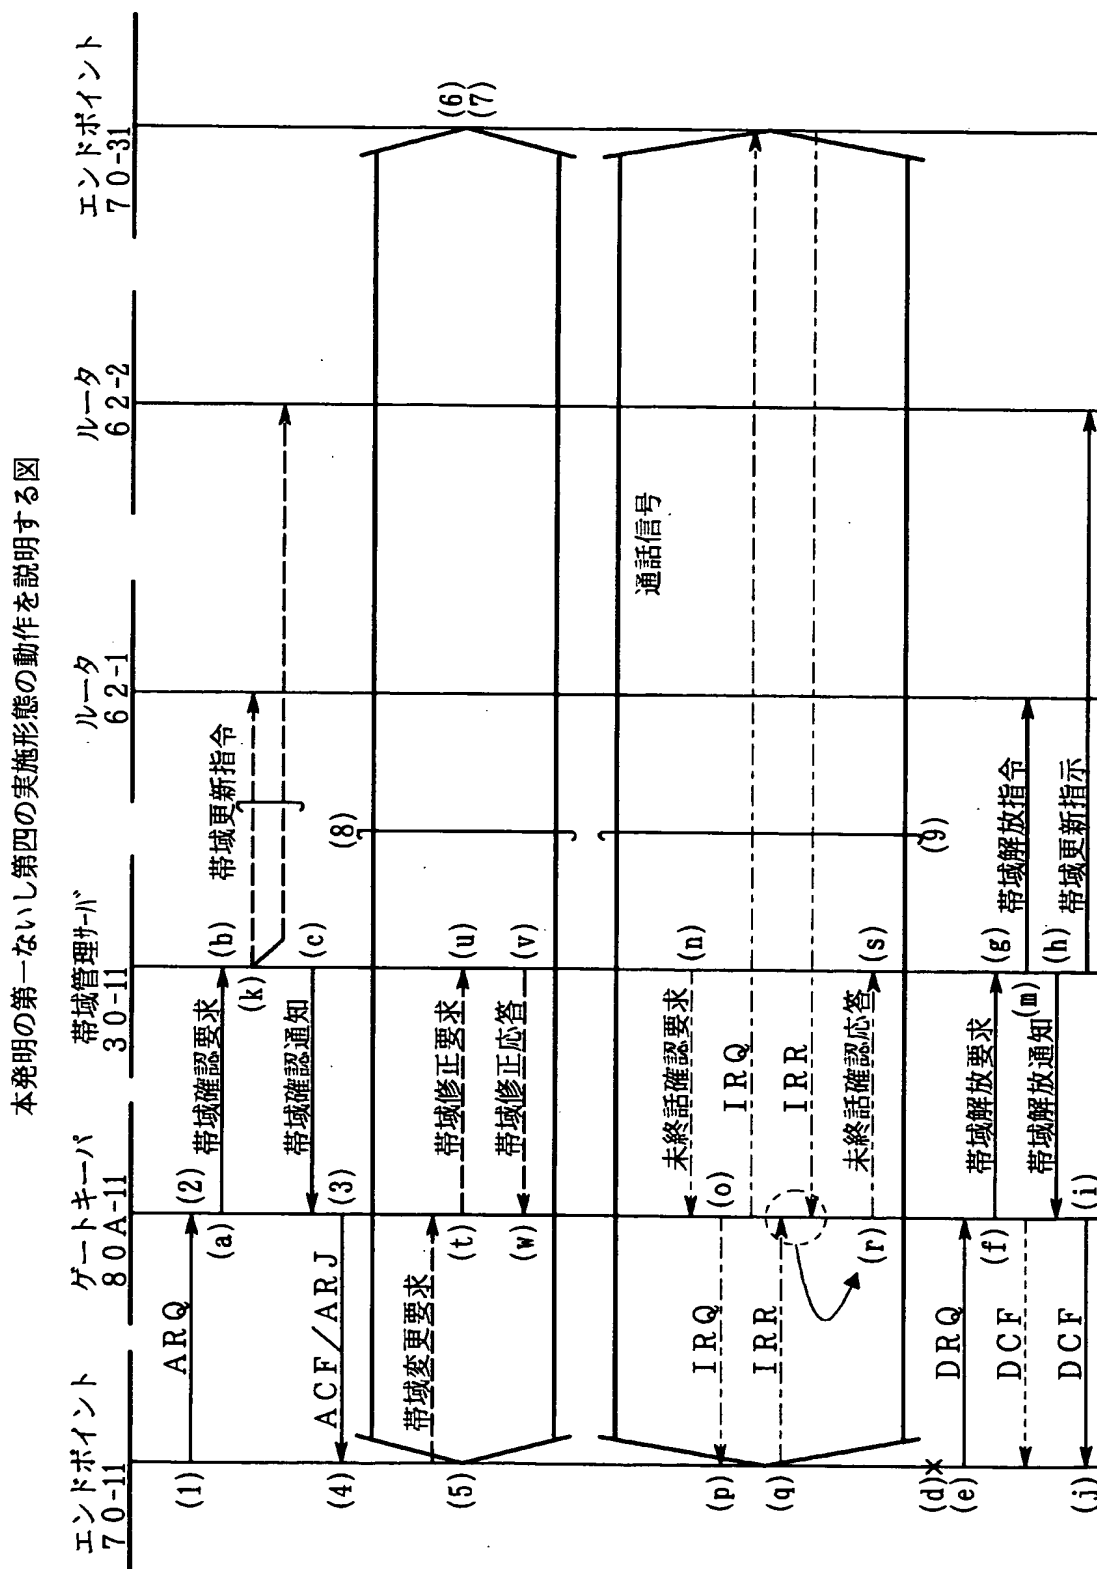 本発明の第一ないし第四の実施形態の動作を説明する図
エンドポイント
70-11
ゲートキーパ
80A-11
帯域管理サーバ
30-11
ルータ
62-1
ルータ
62-2
エンドポイント
70-31
(1)
ARQ
(2)
(a)
帯域確認要求
(b)
帯域更新指令
(k)
帯域確認通知
(c)
(4)
ACF/ARJ
(3)
(8)
帯域変更要求
(5)
(t)
帯域修正要求
(u)
(6)
(7)
(w)
帯域修正応答
(v)
通話信号
未終話確認要求
(n)
(p)
IRQ
(o)
IRQ
(q)
IRR
IRR
(r)
未終話確認応答
(s)
(9)
(d)
(e)
DRQ
(f)
帯域解放要求
(g)
帯域解放指令
DCF
(m)
帯域解放通知
(h)
帯域更新指示
(j)
DCF
(i)